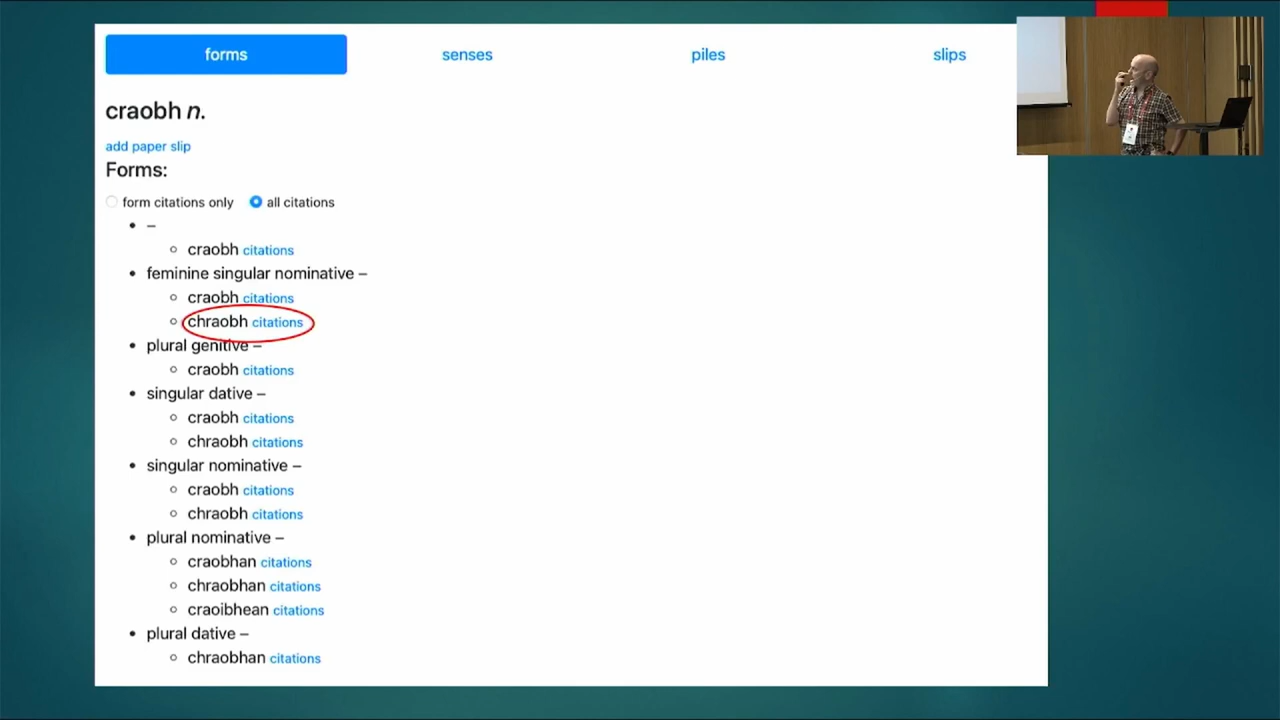 forms senses piles slips
craobh n.
add paper slip
Forms:
form citations only all citations
–
craobh citations
feminine singular nominative –
craobh citations
chraobh citations
plural genitive –
craobh citations
singular dative –
craobh citations
chraobh citations
singular nominative –
craobh citations
chraobh citations
plural nominative –
craobhan citations
chraobhan citations
craoibhean citations
plural dative –
chraobhan citations